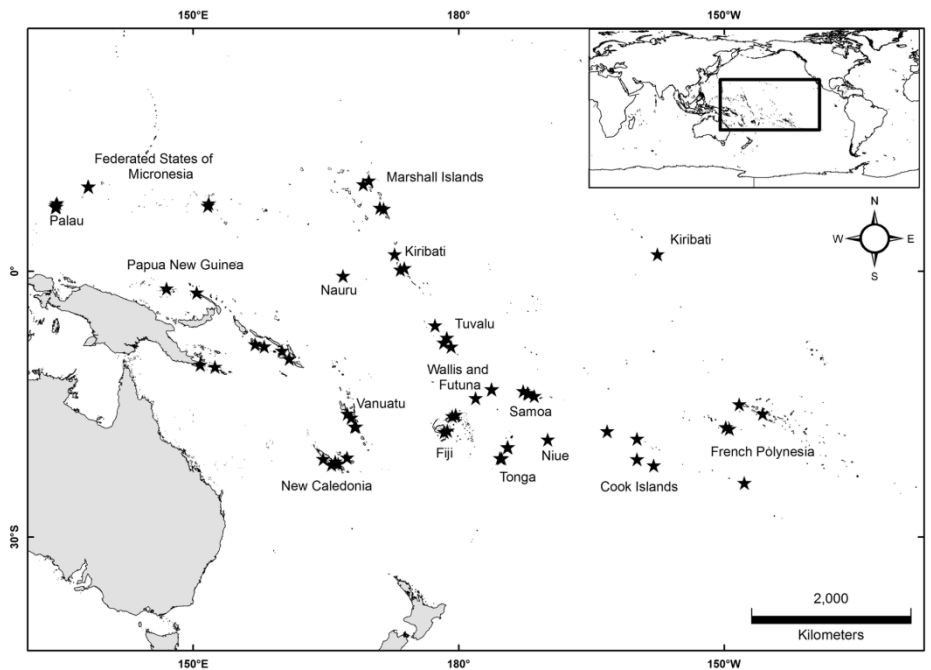 150°E 180° 150°W
Federated States of
Micronesia
Marshall Islands
Palau
N
W E
S
Kiribati
Kiribati
Papua New Guinea
0°
Nauru
Tuvalu
Wallis and
Futuna
Vanuatu
Samoa
Fiji
Niue
French Polynesia
New Caledonia
Tonga
Cook Islands
30°S
2,000
Kilometers
150°E 180° 150°W